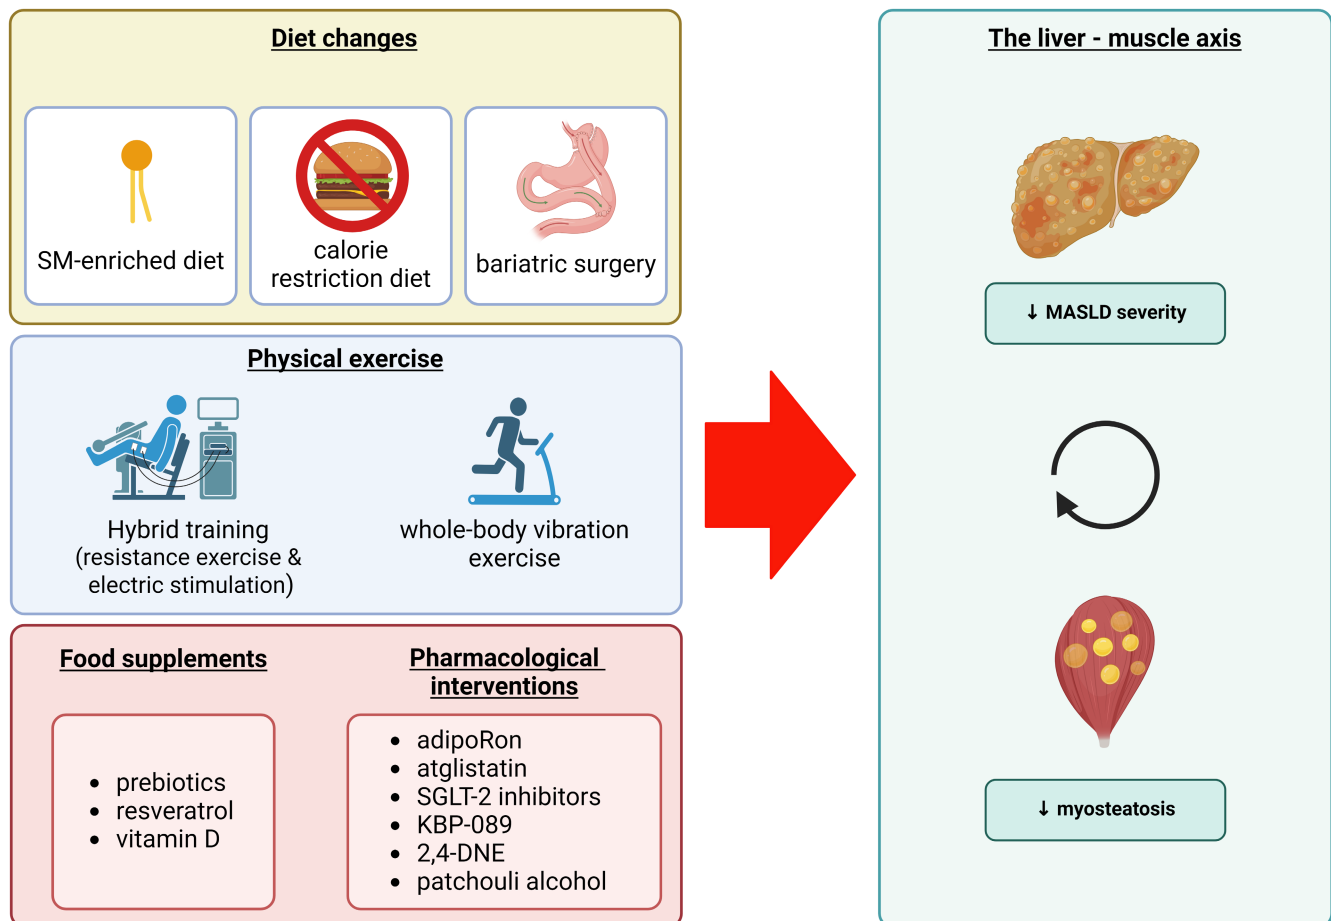 Diet changes
SM-enriched diet
calorie
restriction diet
bariatric surgery
Physical exercise
Hybrid training
(resistance exercise &
electric stimulation)
whole-body vibration
exercise
Food supplements
• prebiotics
• resveratrol
• vitamin D
Pharmacological
interventions
• adipoRon
• atglistatin
• SGLT-2 inhibitors
• KBP-089
• 2,4-DNE
• patchouli alcohol
The liver - muscle axis
↓ MASLD severity
↓ myosteatosis